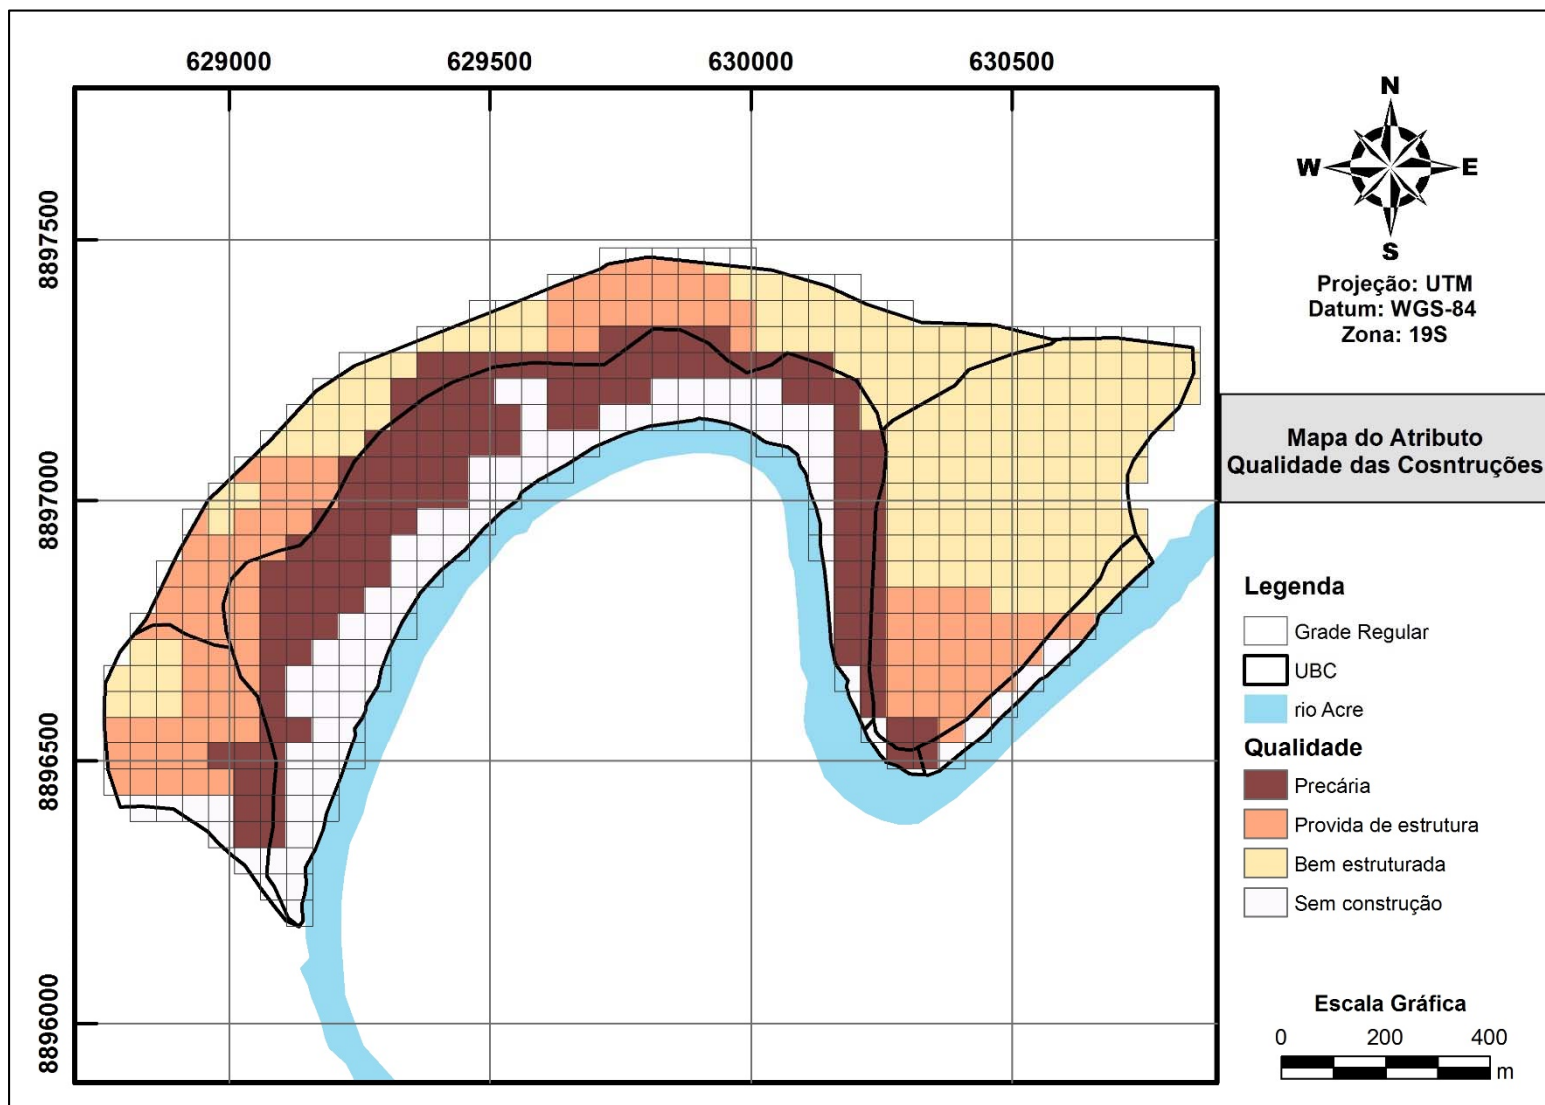 629000
629500
630000
630500
8897500
8897000
8896500
8896000
N
W
E
S
Projeção: UTM
Datum: WGS-84
Zona: 19S
Mapa do Atributo
Qualidade das Cosntruções
Legenda
Grade Regular
UBC
rio Acre
Qualidade
Precária
Provida de estrutura
Bem estruturada
Sem construção
Escala Gráfica
0 200 400
m